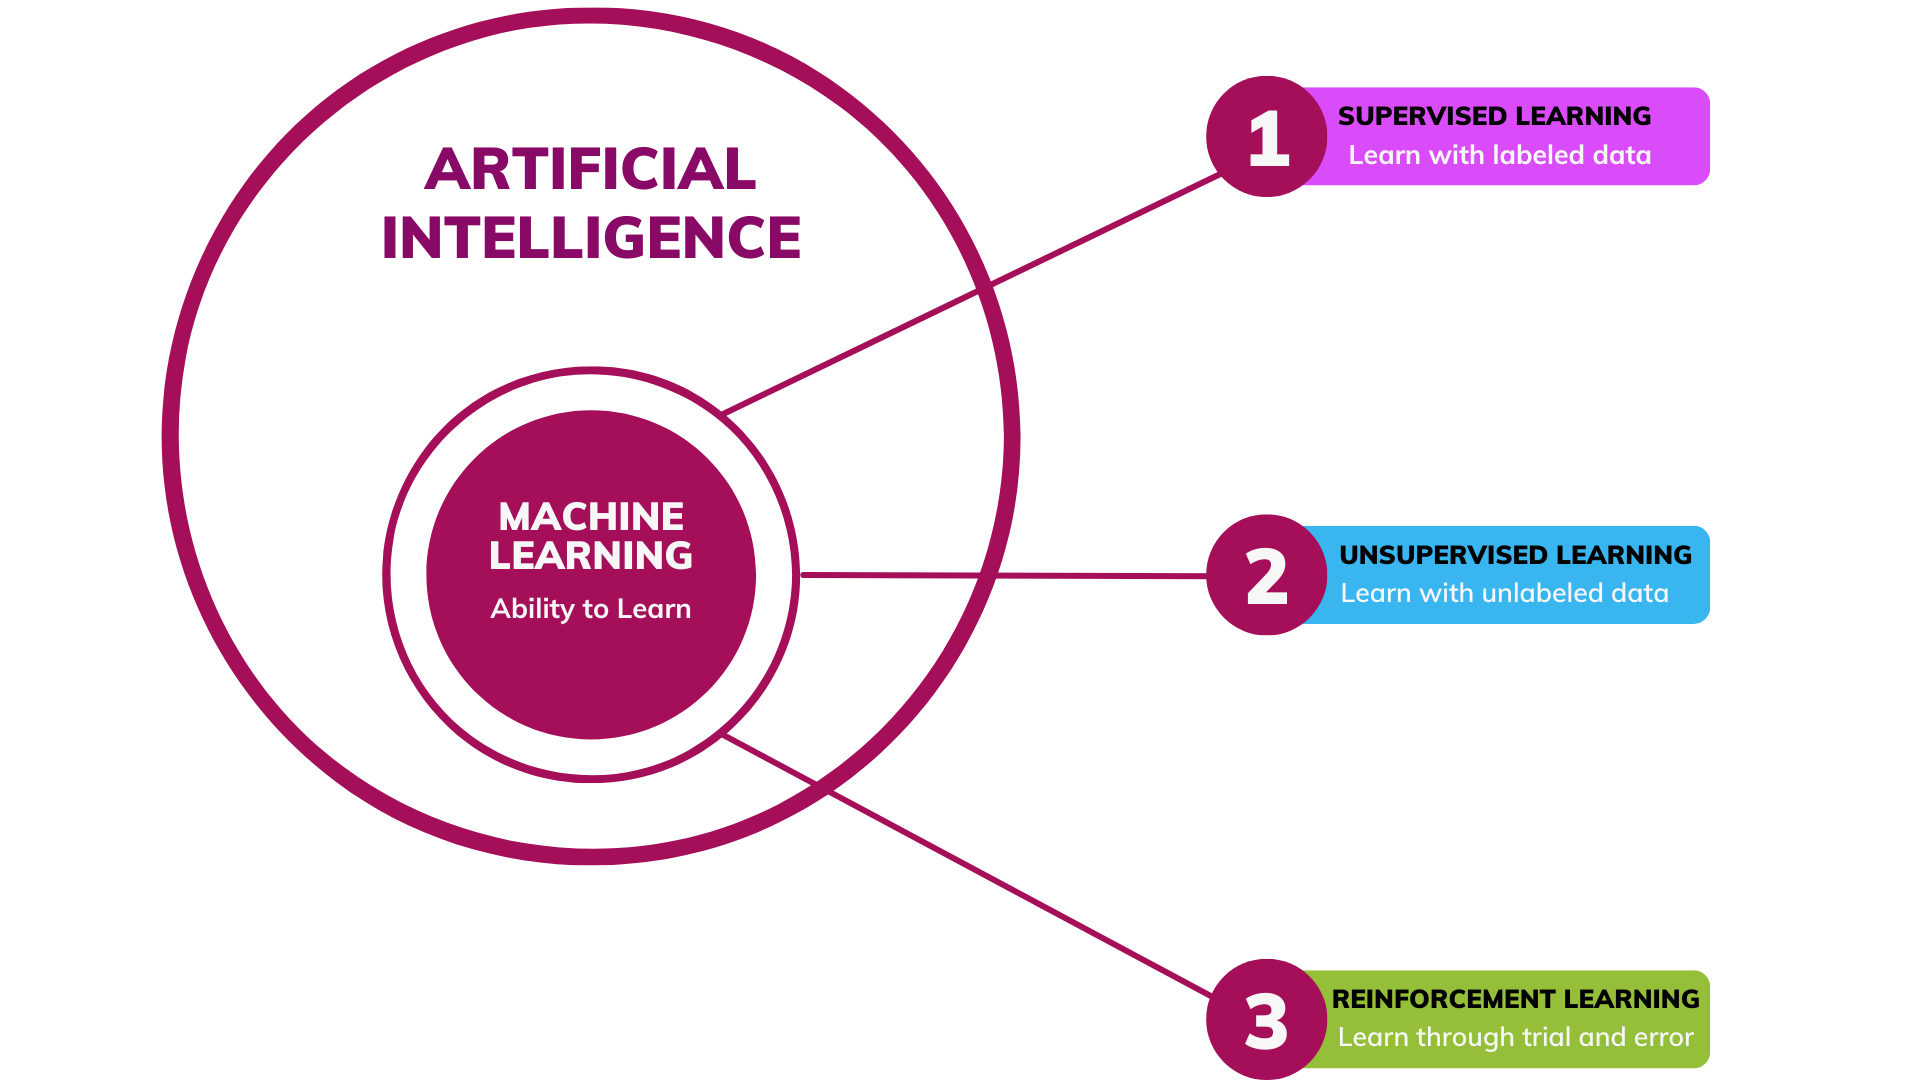 ARTIFICIAL
INTELLIGENCE
MACHINE
LEARNING
Ability to Learn
1
SUPERVISED LEARNING
Learn with labeled data
2
UNSUPERVISED LEARNING
Learn with unlabeled data
3
REINFORCEMENT LEARNING
Learn through trial and error